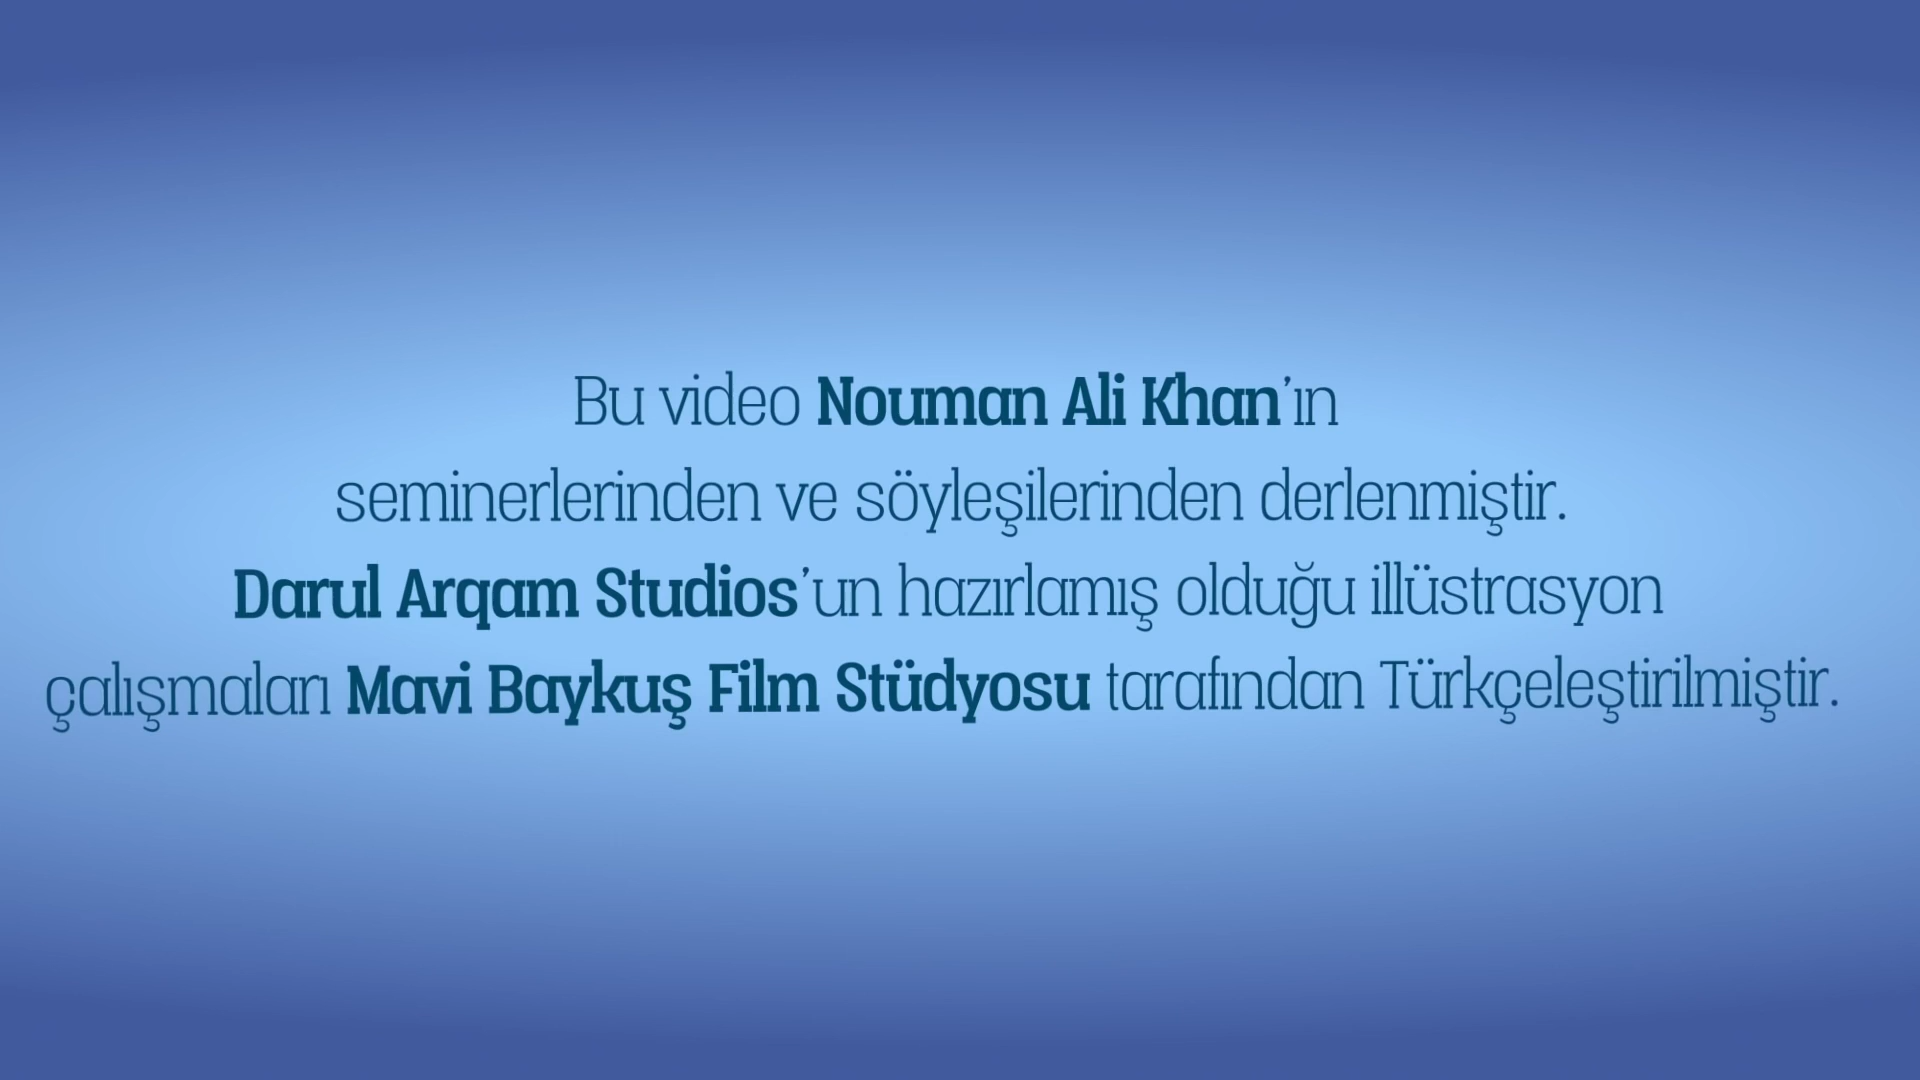 Bu video Nouman Ali Khan'ın
seminerlerinden ve söyleşilerinden derlenmiştir.
Darul Arqam Studios'un hazırlamış olduğu illüstrasyon
çalışmaları Mavi Baykuş Film Stüdyosu tarafından Türkçeleştirilmiştir.